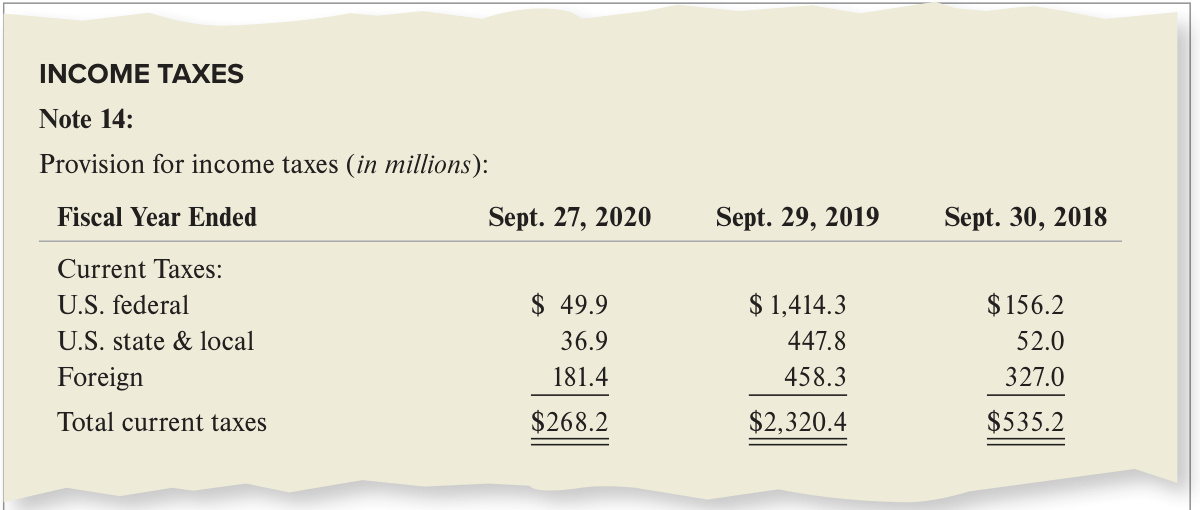 INCOME TAXES
Note 14:
Provision for income taxes (in millions):
Fiscal Year Ended Sept. 27, 2020 Sept. 29, 2019 Sept. 30, 2018
Current Taxes:
U.S. federal $ 49.9 $ 1,414.3 $156.2
U.S. state & local 36.9 447.8 52.0
Foreign 181.4 458.3 327.0
Total current taxes $268.2 $2,320.4 $535.2